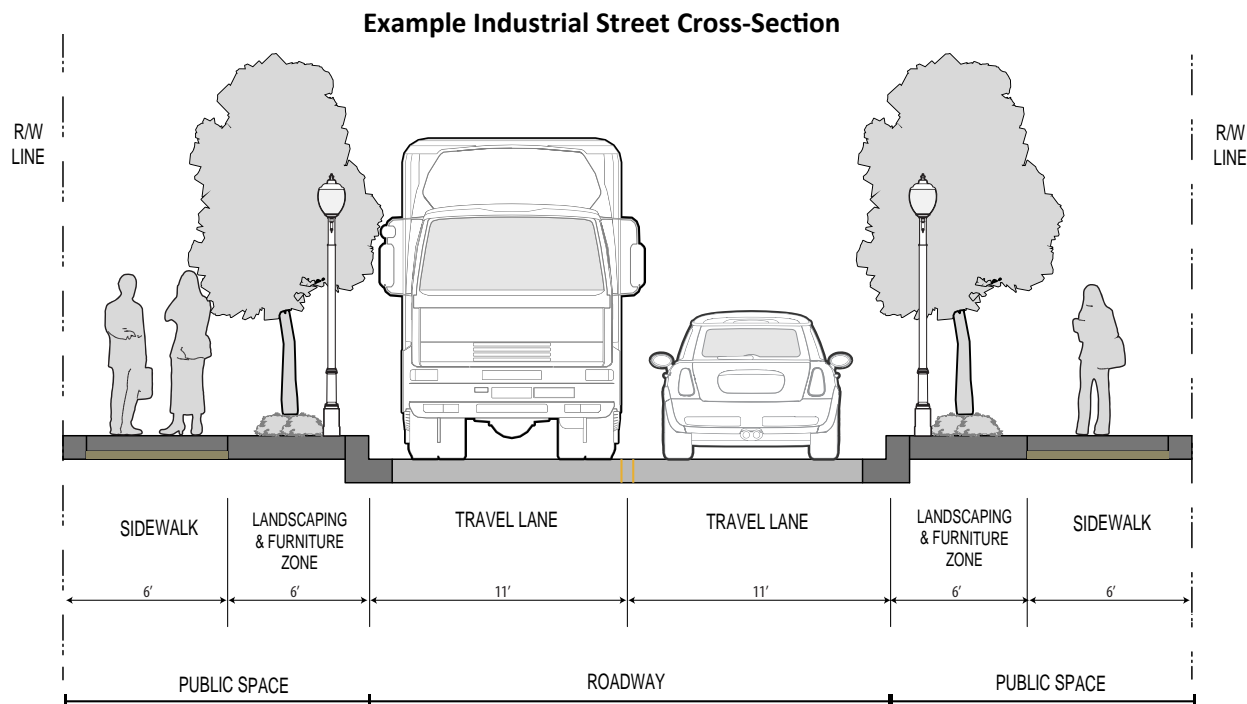 Example Industrial Street Cross-Section
R/W
LINE
R/W
LINE
SIDEWALK
LANDSCAPING
& FURNITURE
ZONE
TRAVEL LANE
TRAVEL LANE
LANDSCAPING
& FURNITURE
ZONE
SIDEWALK
6’
6’
11’
11’
6’
6’
PUBLIC SPACE
ROADWAY
PUBLIC SPACE